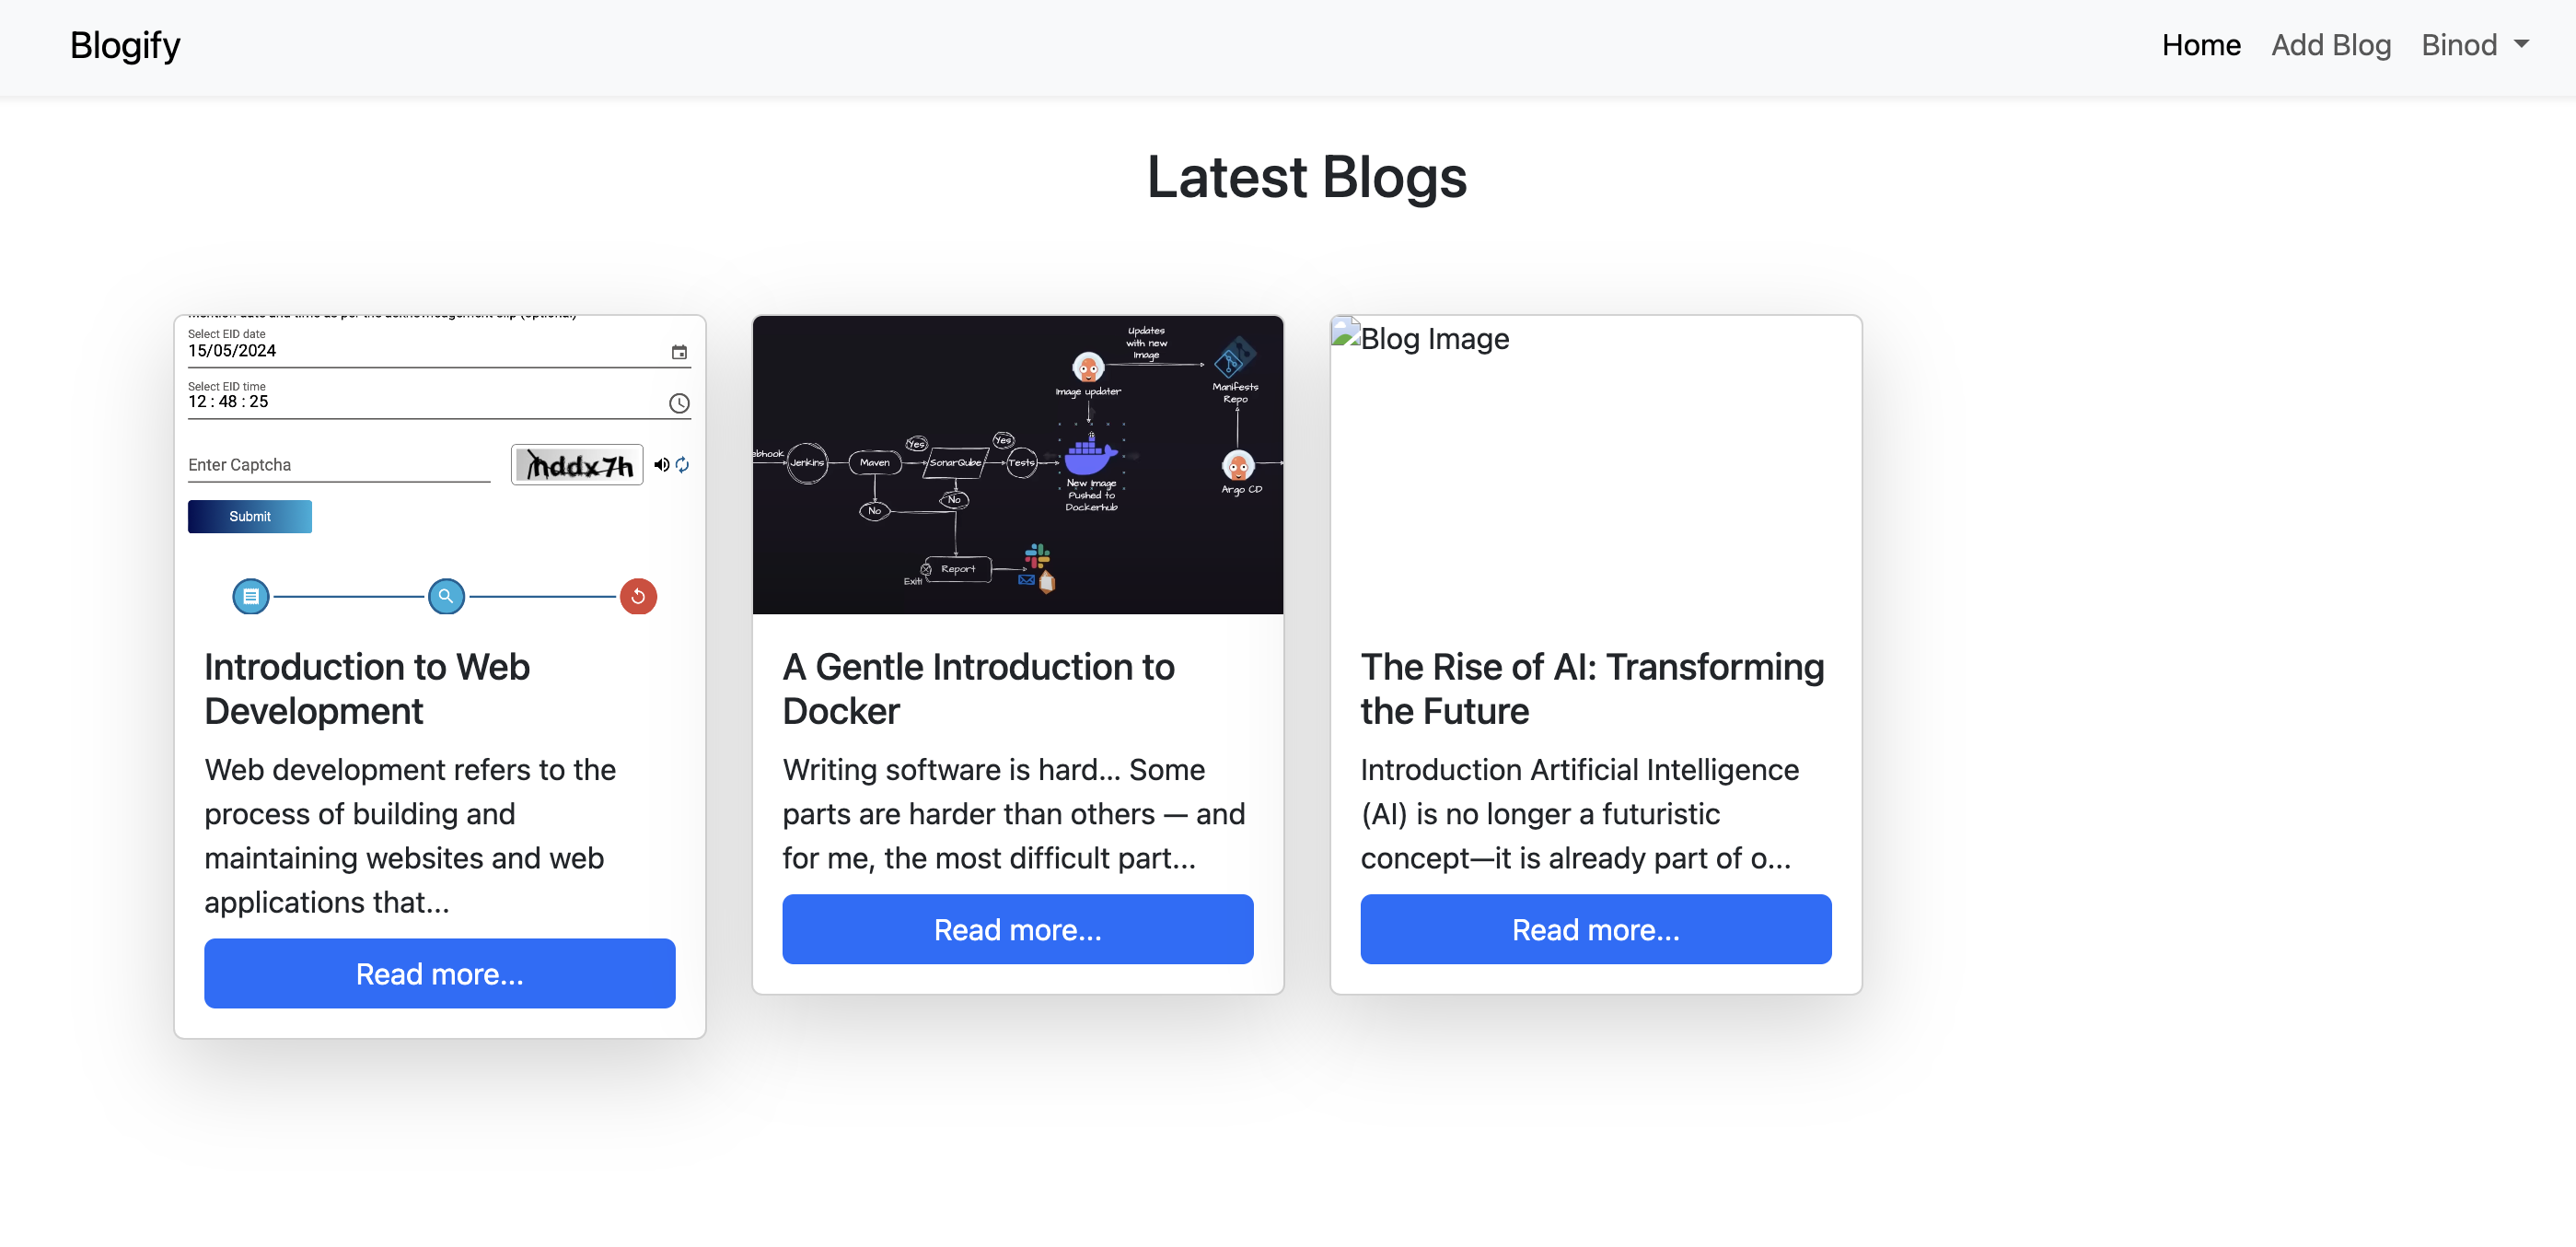 Blogify
Home Add Blog Binod
Latest Blogs
Select EID date
15/05/2024
Select EID time
12 : 48 : 25
Enter Captcha
hddx7h
Submit
Introduction to Web
Development
Web development refers to the
process of building and
maintaining websites and web
applications that...
Read more...
Updates
with new
Image
Image updater
Manifests
Repo
ebhook
Jenkins
Maven
Yes
SonarQube
Yes
Tests
New Image
Pushed to
Dockerhub
Argo CD
No
No
Report
Exit!
A Gentle Introduction to
Docker
Writing software is hard... Some
parts are harder than others — and
for me, the most difficult part...
Read more...
Blog Image
The Rise of AI: Transforming
the Future
Introduction Artificial Intelligence
(AI) is no longer a futuristic
concept—it is already part of o...
Read more...